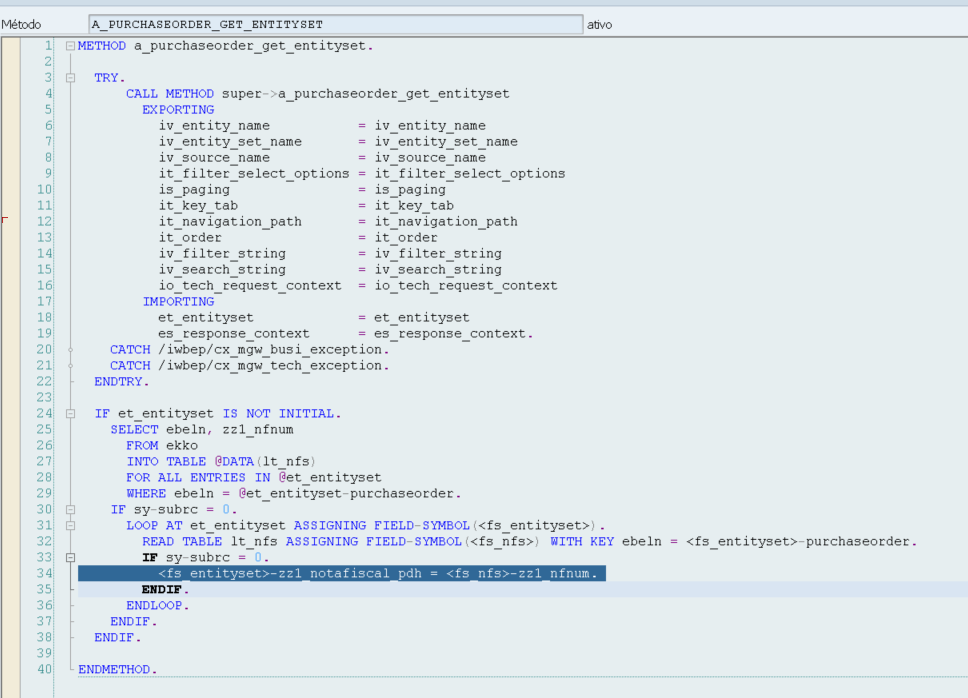 Método A_PURCHASEORDER_GET_ENTITYSET ativo
1 METHOD a_purchaseorder_get_entityset.
2
3 TRY.
4 CALL METHOD super->a_purchaseorder_get_entityset
5 EXPORTING
6 iv_entity_name = iv_entity_name
7 iv_entity_set_name = iv_entity_set_name
8 iv_source_name = iv_source_name
9 it_filter_select_options = it_filter_select_options
10 is_paging = is_paging
11 it_key_tab = it_key_tab
12 it_navigation_path = it_navigation_path
13 it_order = it_order
14 iv_filter_string = iv_filter_string
15 iv_search_string = iv_search_string
16 io_tech_request_context = io_tech_request_context
17 IMPORTING
18 et_entityset = et_entityset
19 es_response_context = es_response_context.
20 CATCH /iwbep/cx_mgw_busi_exception.
21 CATCH /iwbep/cx_mgw_tech_exception.
22 ENDTRY.
23
24 IF et_entityset IS NOT INITIAL.
25 SELECT ebeln, zz1_nfnum
26 FROM ekko
27 INTO TABLE @DATA(lt_nfs)
28 FOR ALL ENTRIES IN @et_entityset
29 WHERE ebeln = @et_entityset-purchaseorder.
30 IF sy-subrc = 0.
31 LOOP AT et_entityset ASSIGNING FIELD-SYMBOL(<fs_entityset>).
32 READ TABLE lt_nfs ASSIGNING FIELD-SYMBOL(<fs_nfs>) WITH KEY ebeln = <fs_entityset>-purchaseorder.
33 IF sy-subrc = 0.
34 <fs_entityset>-zz1_notafiscal_pdh = <fs_nfs>-zz1_nfnum.
35 ENDIF.
36 ENDLOOP.
37 ENDIF.
38 ENDIF.
39
40 ENDMETHOD.